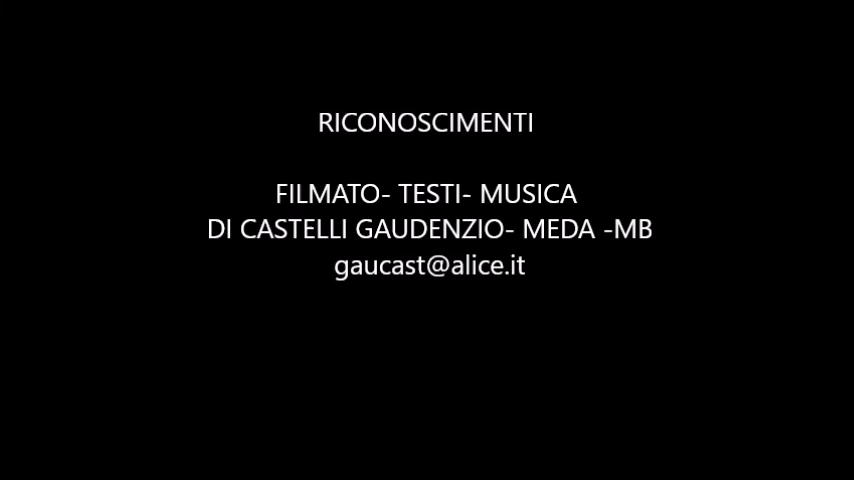 RICONOSCIMENTI
FILMATO- TESTI- MUSICA
DI CASTELLI GAUDENZIO- MEDA -MB
gaucast@alice.it